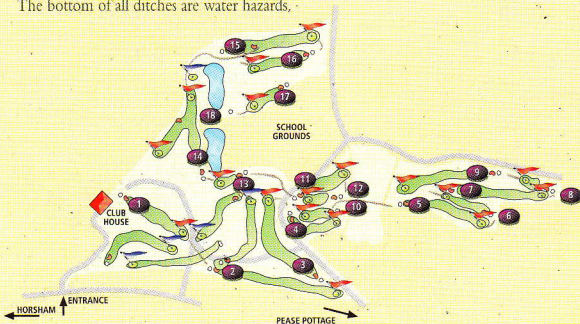 The bottom of all ditches are water hazards,
15
16
17
18
SCHOOL
GROUNDS
14
13
11
12
10
9
7
8
5
6
4
1
CLUB
HOUSE
2
3
ENTRANCE
HORSHAM
PEASE POTTAGE